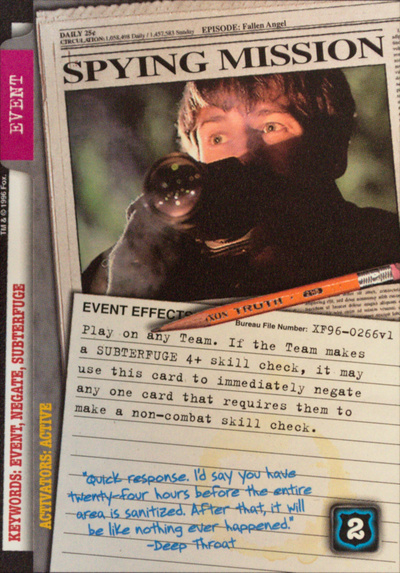 DAILY 25¢
EPISODE: Fallen Angel
CIRCULATION: 1,058,498 Daily / 1,457,583 Sunday
SPYING MISSION
EVENT
TM & © 1996 Fox.
KEYWORDS: EVENT, NEGATE, SUBTERFUGE
ACTIVATORS: ACTIVE
TRUTH
EVENT EFFECTS
Bureau File Number: XF96-0266v1
Play on any Team. If the Team makes
a SUBTERFUGE 4+ skill check, it may
use this card to immediately negate
any one card that requires them to
make a non-combat skill check.
"Quick response. I'd say you have
twenty-four hours before the entire
area is sanitized. After that, it will
be like nothing ever happened."
-Deep Throat
2